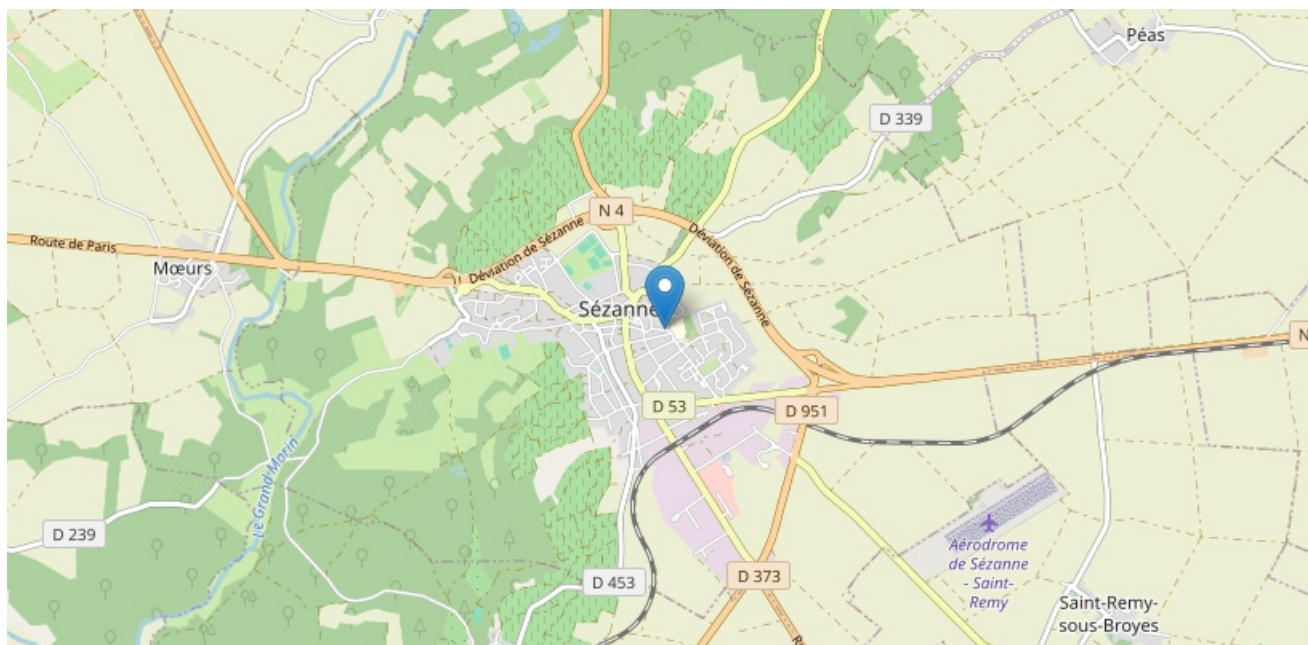 Péas
D 339
N 4
Route de Paris
Déviation de Sézanne
Déviation de Sézanne
Mœurs
Sézanne
N
D 53
D 951
Le Grand Morin
D 239
Aérodrome
de Sézanne
- Saint-
Remy
D 453
D 373
Saint-Remy-
sous-Broyes